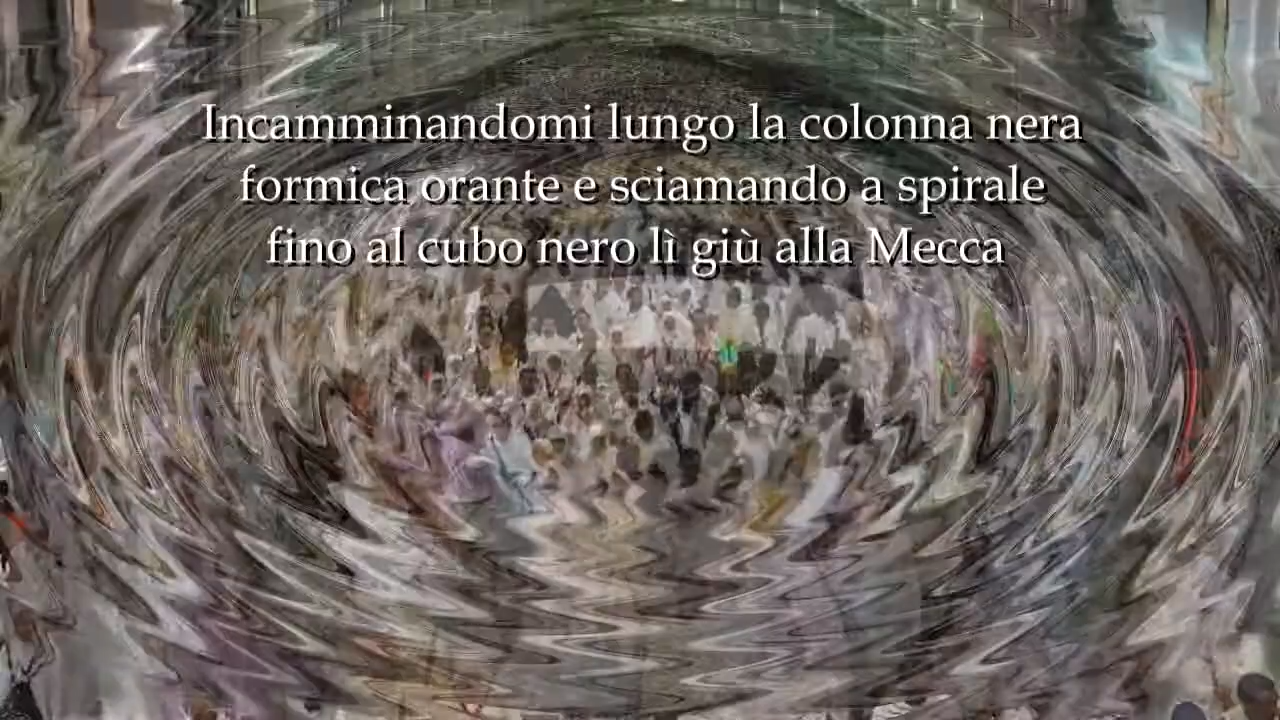 Incamminandomi lungo la colonna nera
formica orante e sciamando a spirale
fino al cubo nero lì giù alla Mecca